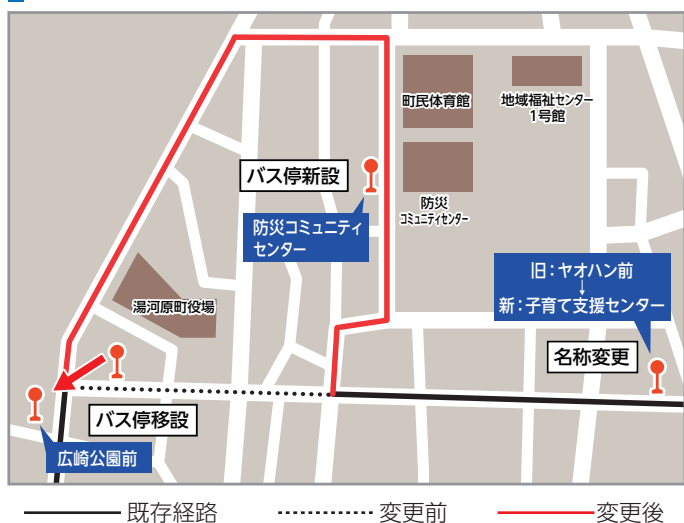 町民体育館
地域福祉センター
1号館
バス停新設
防災
コミュニティセンター
防災コミュニティ
センター
旧：ヤオハン前
↓
新：子育て支援センター
湯河原町役場
名称変更
バス停移設
広崎公園前
既存経路
変更前
変更後